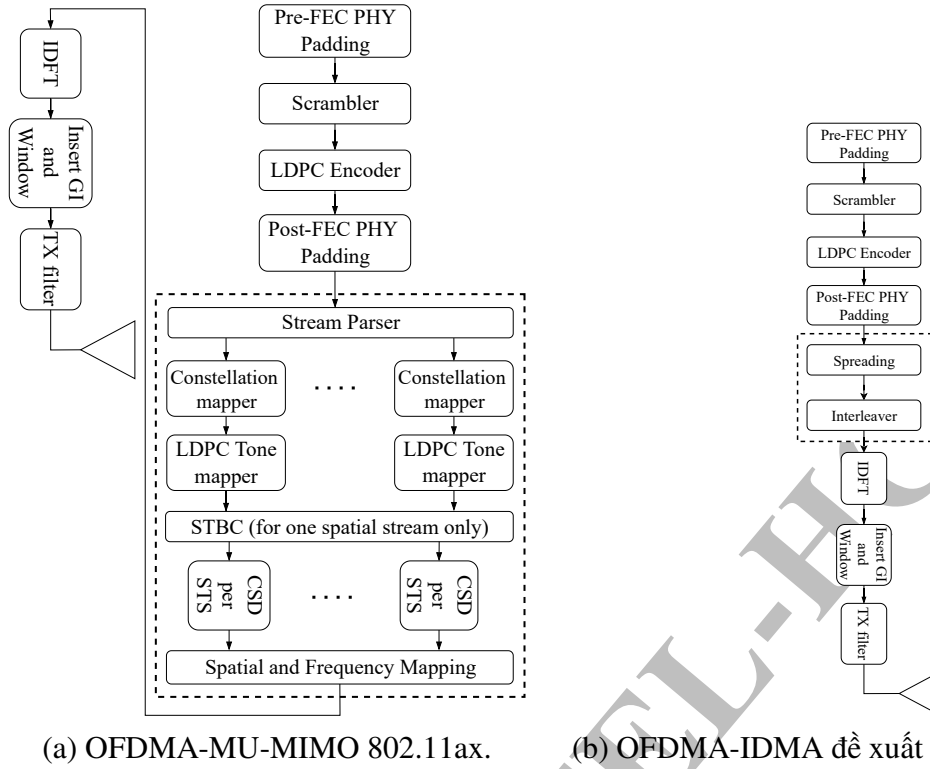 IDFT
Insert GI
and
Window
TX filter
Pre-FEC PHY
Padding
Scrambler
LDPC Encoder
Post-FEC PHY
Padding
Stream Parser
Constellation
mapper
. . . .
Constellation
mapper
LDPC Tone
mapper
LDPC Tone
mapper
STBC (for one spatial stream only)
CSD
per
STS
. . . .
CSD
per
STS
Spatial and Frequency Mapping
(a) OFDMA-MU-MIMO 802.11ax.
Pre-FEC PHY
Padding
Scrambler
LDPC Encoder
Post-FEC PHY
Padding
Spreading
Interleaver
IDFT
Insert GI
and
Window
TX filter
(b) OFDMA-IDMA đề xuất